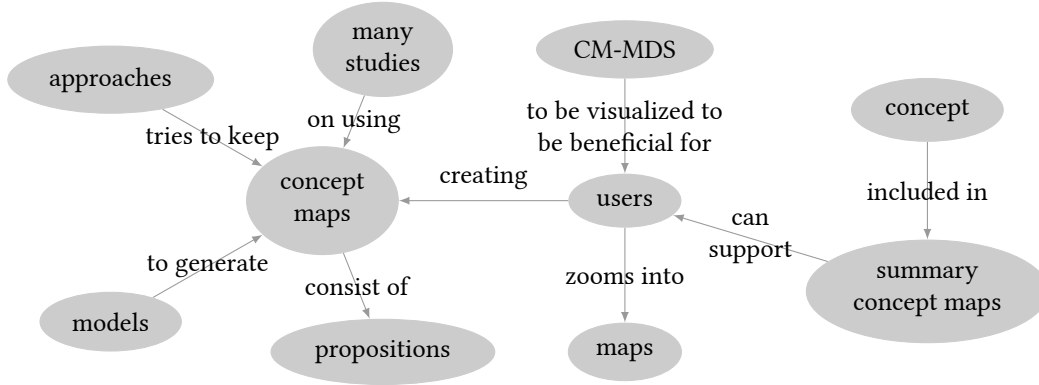 many
studies
CM-MDS
approaches
concept
tries to keep
on using
to be visualized to
be beneficial for
concept
maps
creating
users
included in
can
support
to generate
consist of
zooms into
summary
concept maps
models
propositions
maps